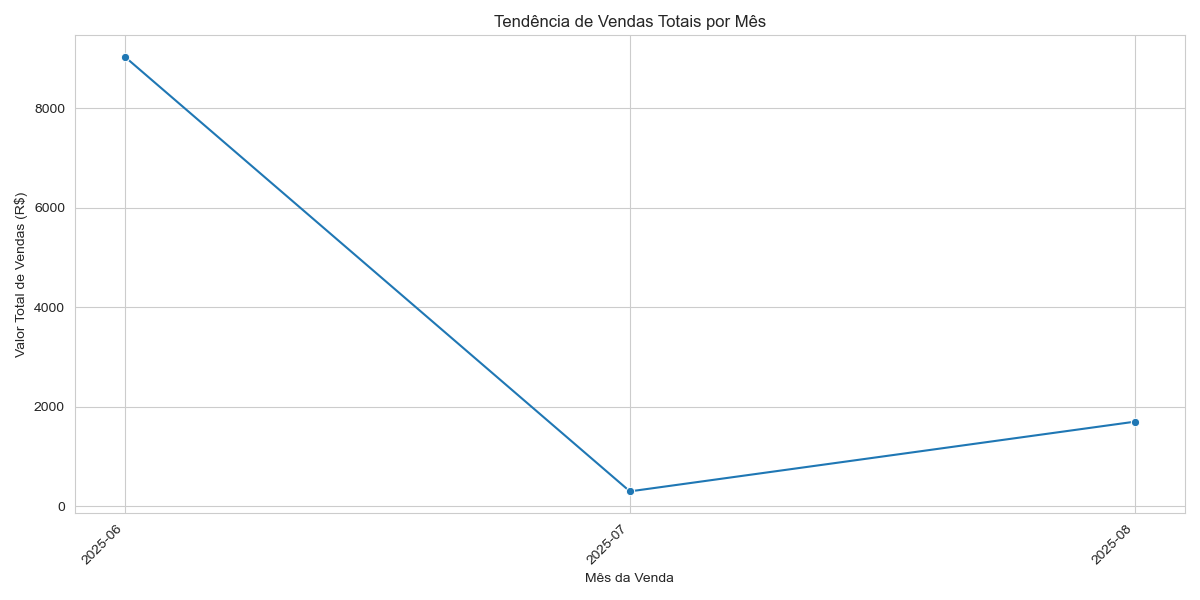 Tendência de Vendas Totais por Mês
Valor Total de Vendas (R$)
8000
6000
4000
2000
0
2025-06
2025-07
2025-08
Mês da Venda